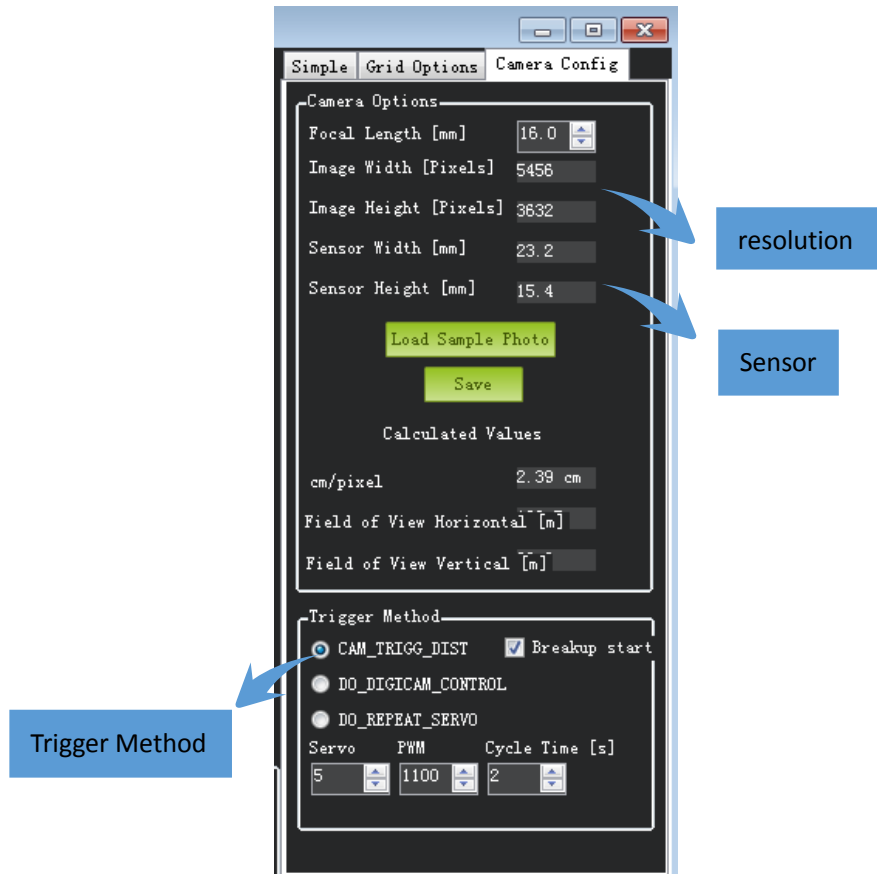 Simple Grid Options Camera Config
Camera Options
Focal Length [mm] 16.0
Image Width [Pixels] 5456
Image Height [Pixels] 3632
resolution
Sensor Width [mm] 23.2
Sensor Height [mm] 15.4
Load Sample Photo
Sensor
Save
Calculated Values
cm/pixel 2.39 cm
Field of View Horizontal [m]
Field of View Vertical [m]
Trigger Method
CAM_TRIGG_DIST Breakup start
DO_DIGICAM_CONTROL
DO_REPEAT_SERVO
Trigger Method
Servo PWM Cycle Time [s]
5 1100 2